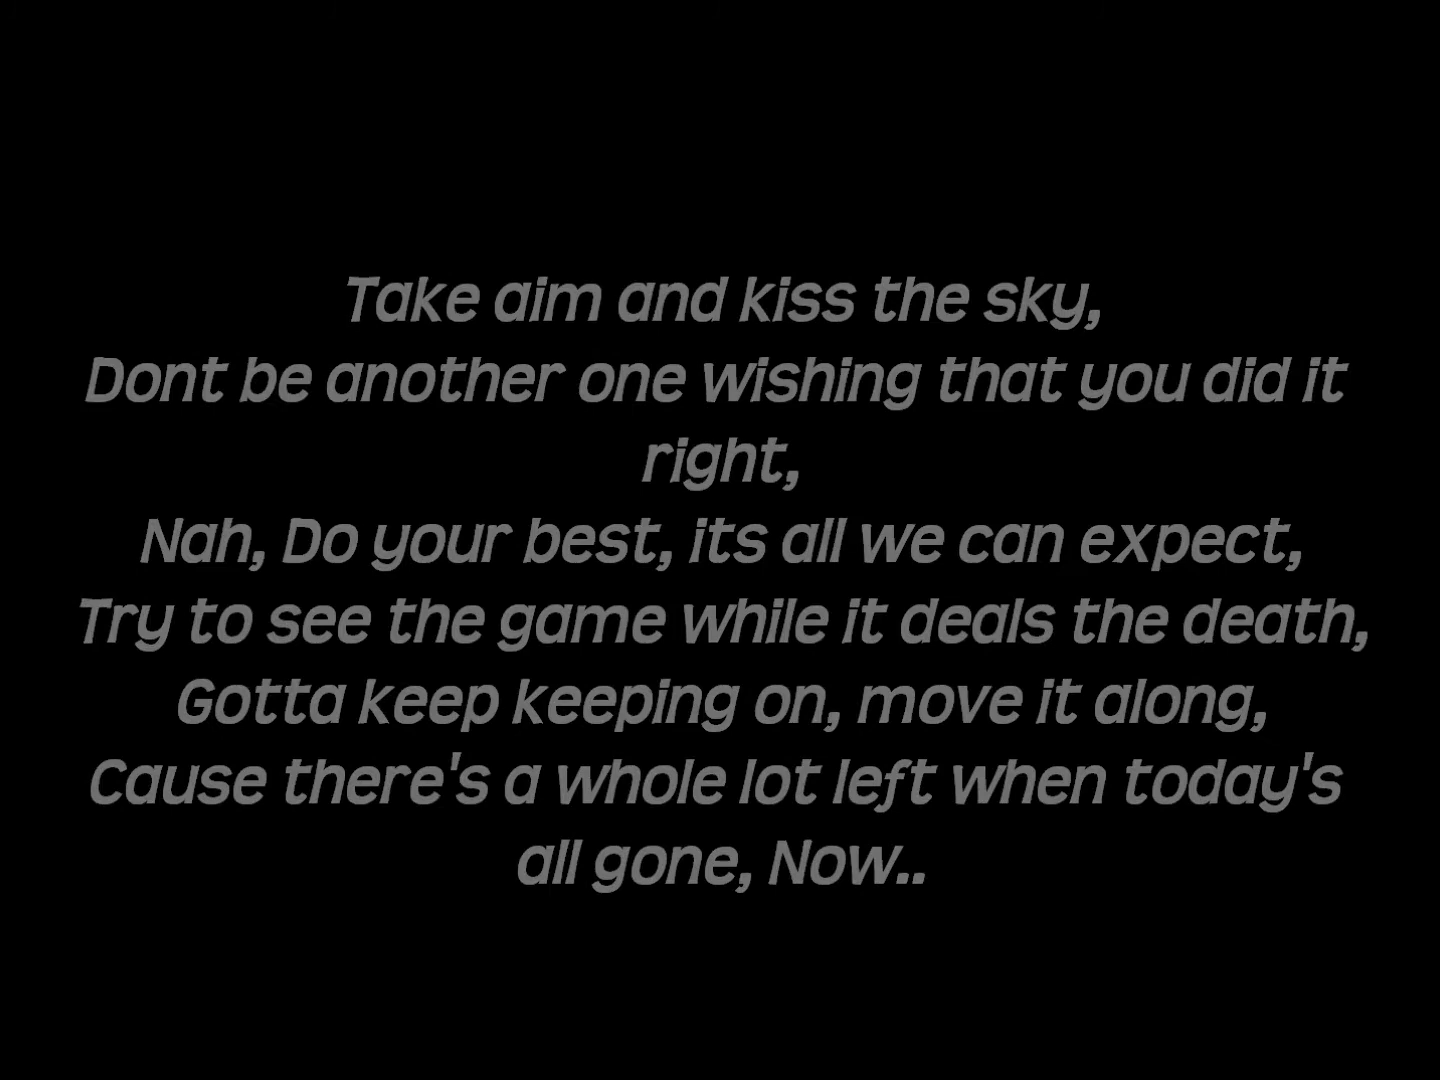 Take aim and kiss the sky,
Dont be another one wishing that you did it
right,
Nah, Do your best, its all we can expect,
Try to see the game while it deals the death,
Gotta keep keeping on, move it along,
Cause there's a whole lot left when today's
all gone, Now..